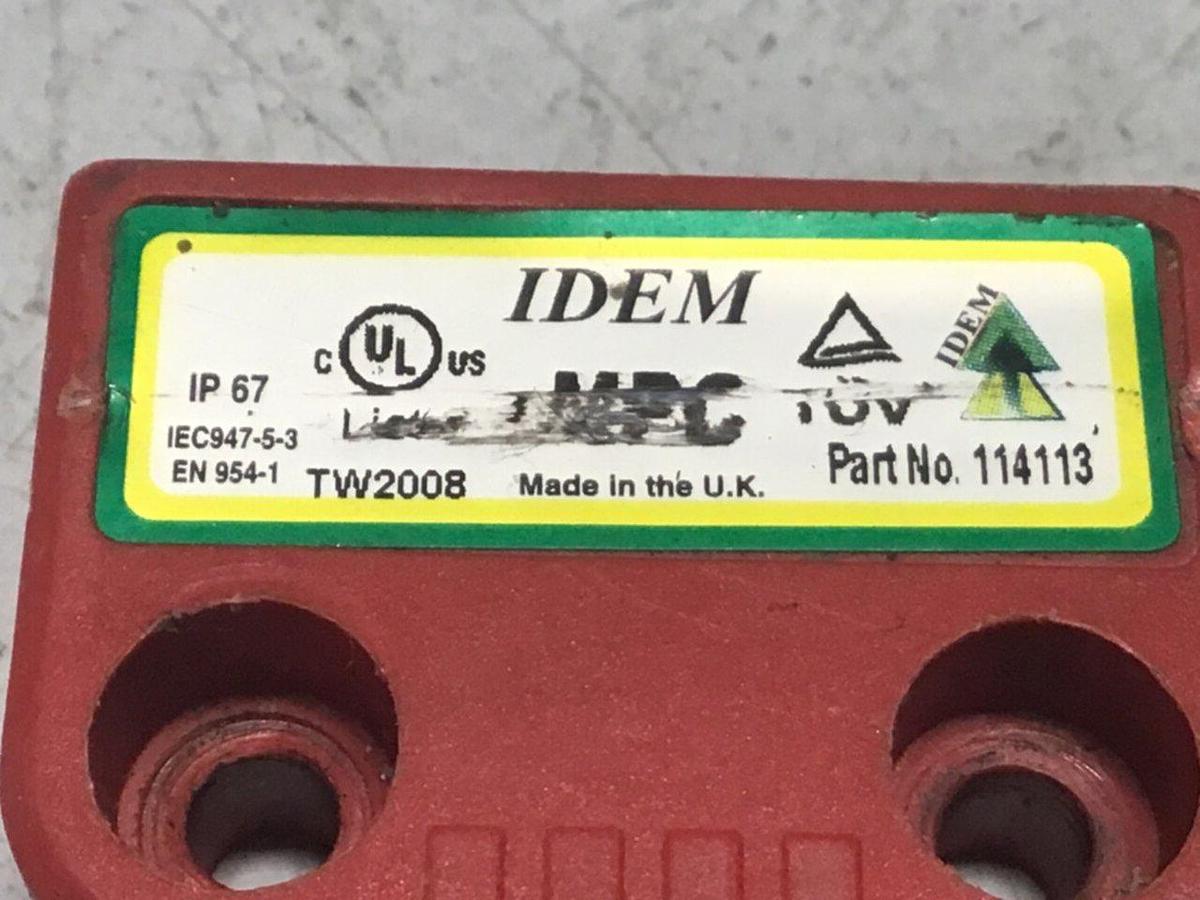 IDEM
IDEM
C UL US
IP 67
TÜV
IEC947-5-3
EN 954-1
TW2008
Made in the U.K.
Part No. 114113